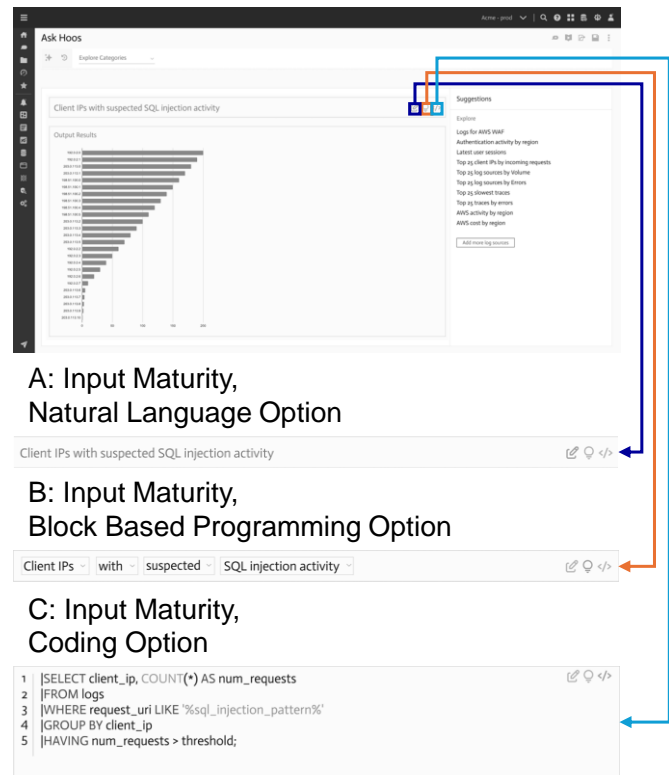 Acme - prod
Ask Hoos
Explore Categories
Client IPs with suspected SQL injection activity
Output Results
0
50
100
150
200
Suggestions
Explore
Logs for AWS WAF
Authentication activity by region
Latest user sessions
Top 25 client IPs by incoming requests
Top 25 log sources by Volume
Top 25 log sources by Errors
Top 25 slowest traces
Top 25 traces by errors
AWS activity by region
AWS cost by region
Add more log sources
A: Input Maturity,
Natural Language Option
Client IPs with suspected SQL injection activity </>
B: Input Maturity,
Block Based Programming Option
Client IPs with suspected SQL injection activity </>
C: Input Maturity,
Coding Option
</>
1 |SELECT client_ip, COUNT(*) AS num_requests
2 |FROM logs
3 |WHERE request_uri LIKE '%sql_injection_pattern%'
4 |GROUP BY client_ip
5 |HAVING num_requests > threshold;